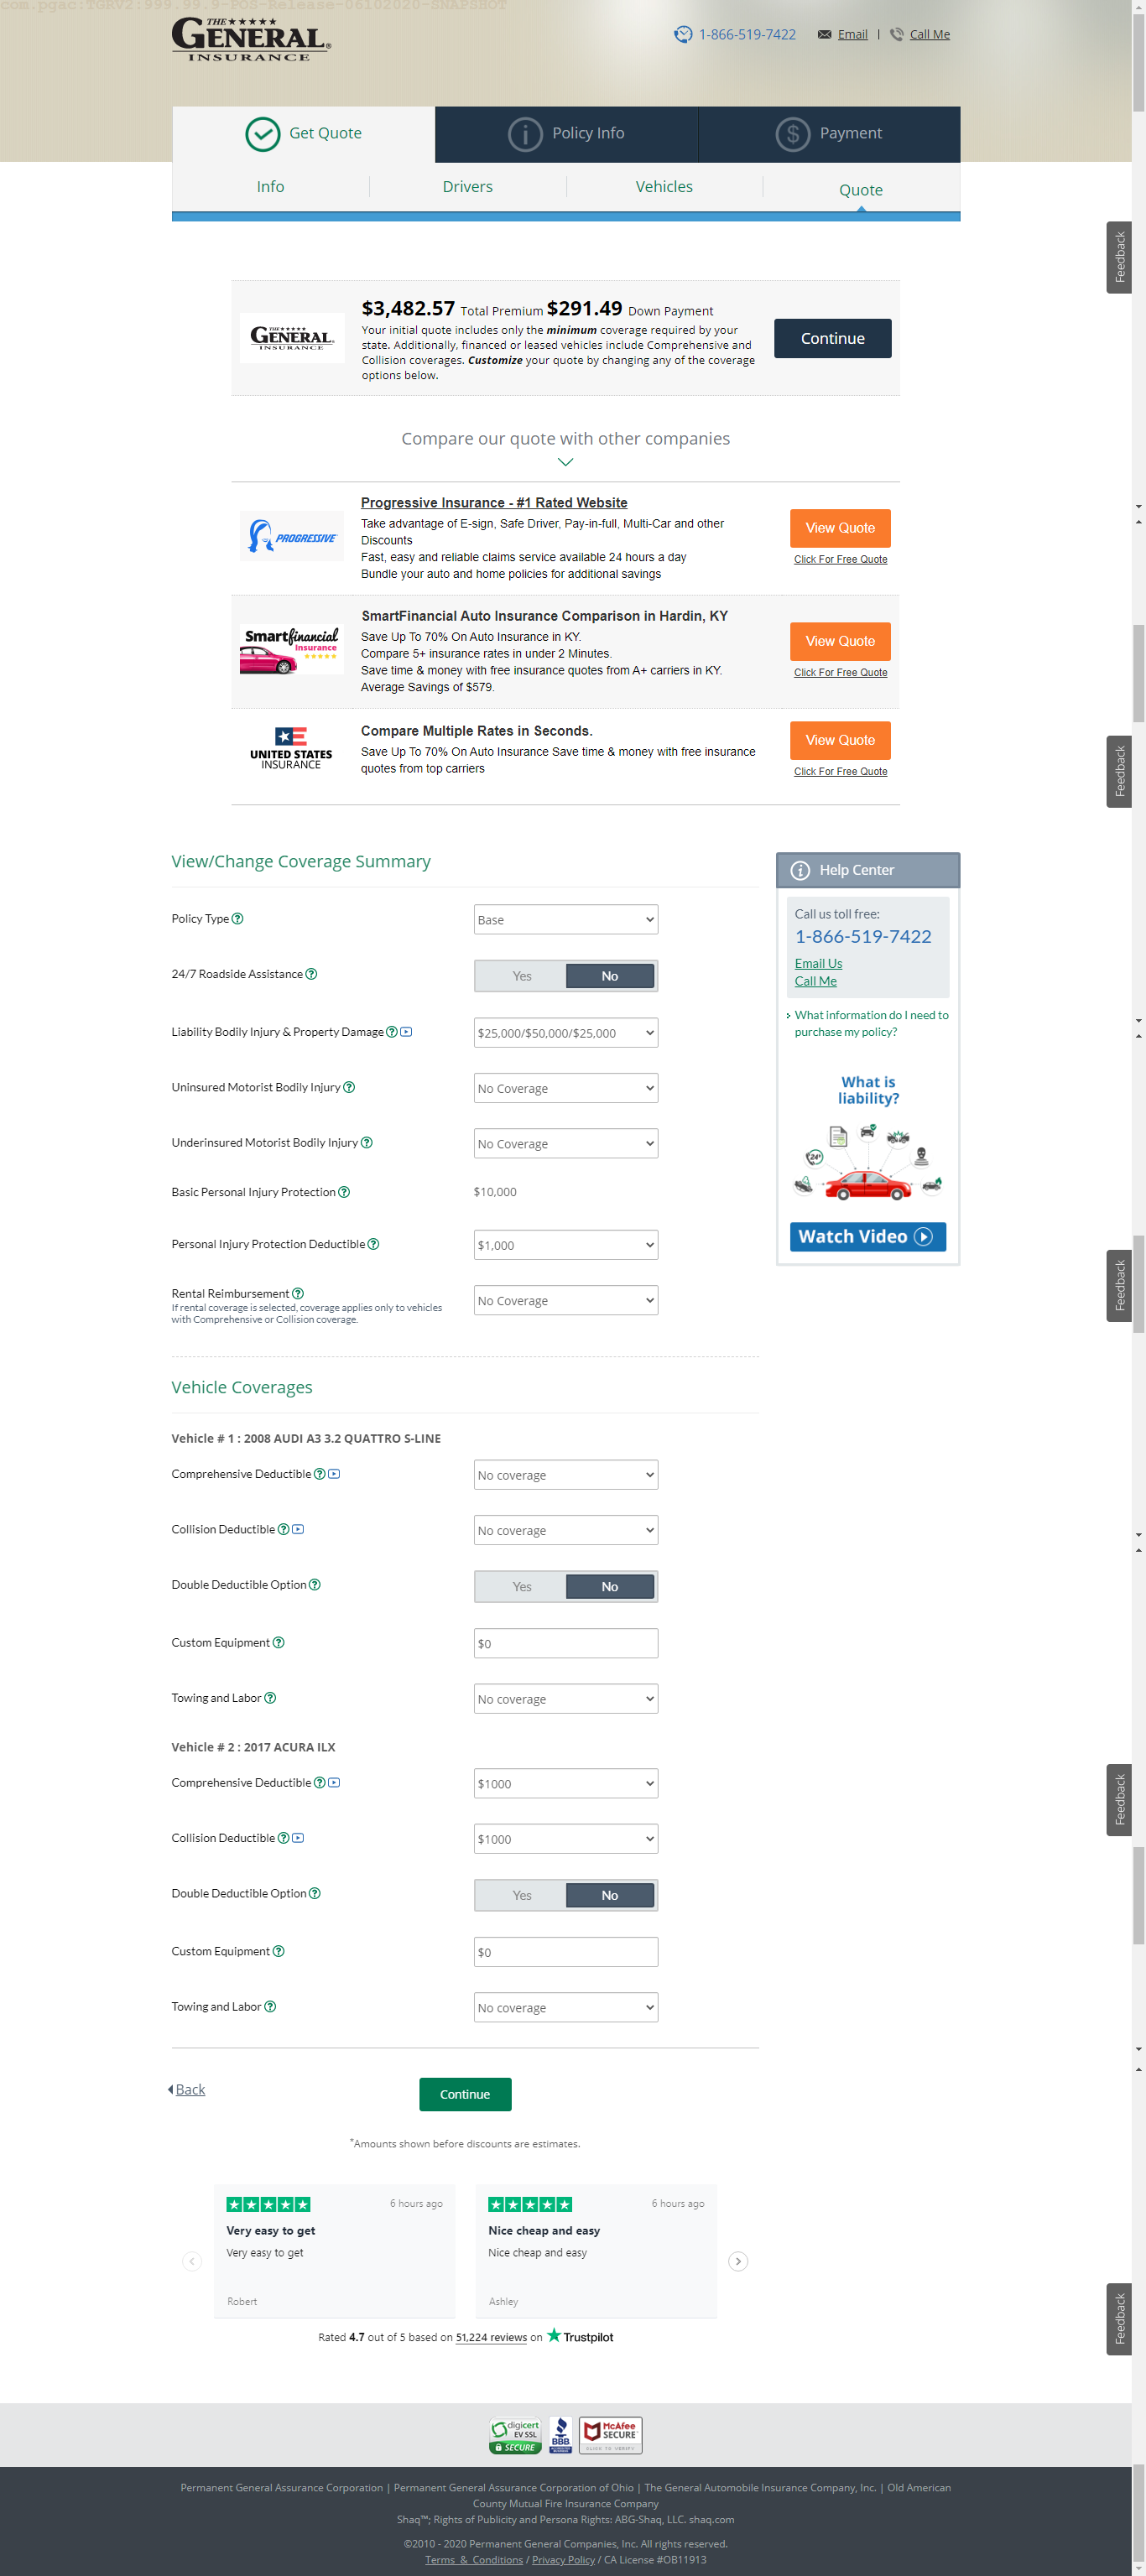 com.pgac:TGRV2:999.99.9-POS-Release-06102020-SNAPSHOT
THE GENERAL INSURANCE
1-866-519-7422 Email | Call Me
Get Quote Policy Info Payment
Info Drivers Vehicles Quote
Feedback
$3,482.57 Total Premium $291.49 Down Payment
THE GENERAL INSURANCE
Your initial quote includes only the minimum coverage required by your
state. Additionally, financed or leased vehicles include Comprehensive and
Collision coverages. Customize your quote by changing any of the coverage
options below.
Continue
Compare our quote with other companies
PROGRESSIVE
Progressive Insurance - #1 Rated Website
Take advantage of E-sign, Safe Driver, Pay-in-full, Multi-Car and other
Discounts
Fast, easy and reliable claims service available 24 hours a day
Bundle your auto and home policies for additional savings
View Quote
Click For Free Quote
Smartfinancial
Insurance
SmartFinancial Auto Insurance Comparison in Hardin, KY
Save Up To 70% On Auto Insurance in KY.
Compare 5+ insurance rates in under 2 Minutes.
Save time & money with free insurance quotes from A+ carriers in KY.
Average Savings of $579.
View Quote
Click For Free Quote
UNITED STATES
INSURANCE
Compare Multiple Rates in Seconds.
Save Up To 70% On Auto Insurance Save time & money with free insurance
quotes from top carriers
View Quote
Click For Free Quote
Feedback
View/Change Coverage Summary
Policy Type Base
24/7 Roadside Assistance Yes No
Liability Bodily Injury & Property Damage $25,000/$50,000/$25,000
Uninsured Motorist Bodily Injury No Coverage
Underinsured Motorist Bodily Injury No Coverage
Basic Personal Injury Protection $10,000
Personal Injury Protection Deductible $1,000
Rental Reimbursement No Coverage
If rental coverage is selected, coverage applies only to vehicles
with Comprehensive or Collision coverage.
Help Center
Call us toll free:
1-866-519-7422
Email Us
Call Me
What information do I need to
purchase my policy?
What is
liability?
24H
Watch Video
Feedback
Vehicle Coverages
Vehicle # 1 : 2008 AUDI A3 3.2 QUATTRO S-LINE
Comprehensive Deductible No coverage
Collision Deductible No coverage
Double Deductible Option Yes No
Custom Equipment $0
Towing and Labor No coverage
Vehicle # 2 : 2017 ACURA ILX
Comprehensive Deductible $1000
Collision Deductible $1000
Double Deductible Option Yes No
Custom Equipment $0
Towing and Labor No coverage
Feedback
Back
Continue
*Amounts shown before discounts are estimates.
6 hours ago
Very easy to get
Very easy to get
Robert
6 hours ago
Nice cheap and easy
Nice cheap and easy
Ashley
Rated 4.7 out of 5 based on 51,224 reviews on Trustpilot
Feedback
digicert
EV SSL
SECURE
BBB
McAfee
SECURE
CLICK TO VERIFY
Permanent General Assurance Corporation | Permanent General Assurance Corporation of Ohio | The General Automobile Insurance Company, Inc. | Old American
County Mutual Fire Insurance Company
Shaq™; Rights of Publicity and Persona Rights: ABG-Shaq, LLC. shaq.com
©2010 - 2020 Permanent General Companies, Inc. All rights reserved.
Terms & Conditions / Privacy Policy / CA License #OB11913